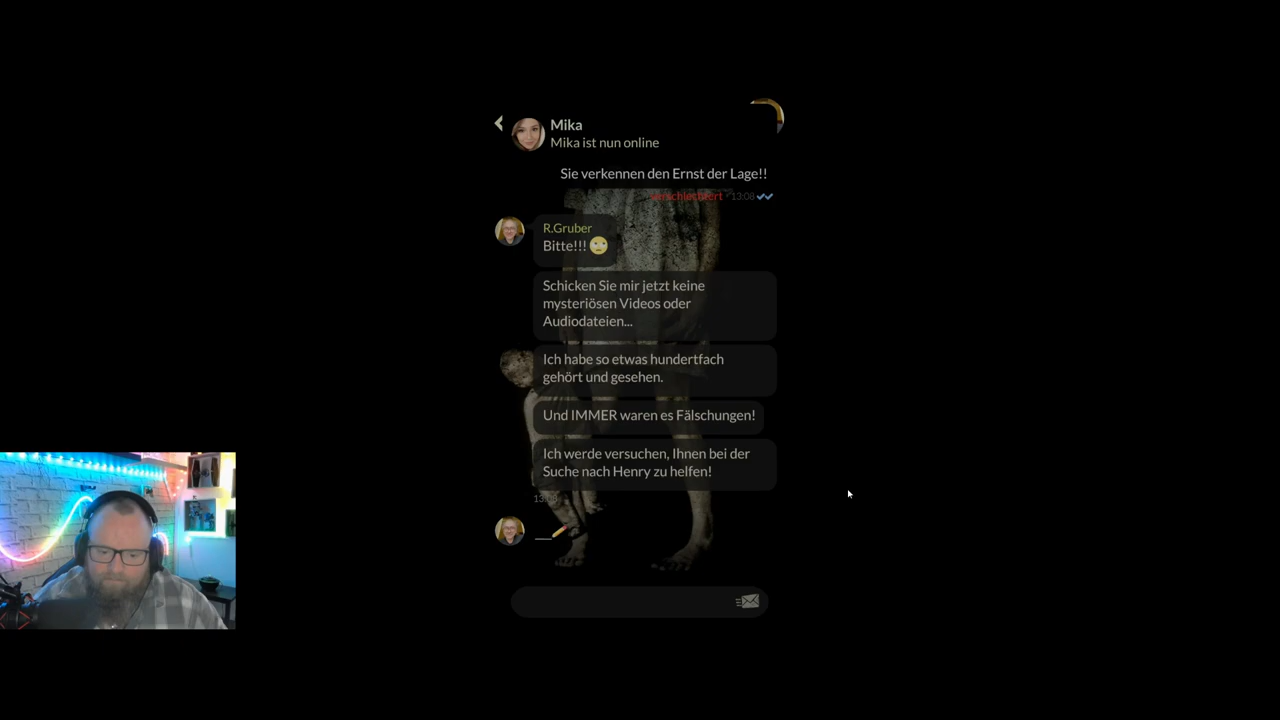 Mika
Mika ist nun online
Sie verkennen den Ernst der Lage!!
verschlechtert · 13:08
R.Gruber
Bitte!!! 🙄
Schicken Sie mir jetzt keine
mysteriösen Videos oder
Audiodateien...
Ich habe so etwas hundertfach
gehört und gesehen.
Und IMMER waren es Fälschungen!
Ich werde versuchen, Ihnen bei der
Suche nach Henry zu helfen!